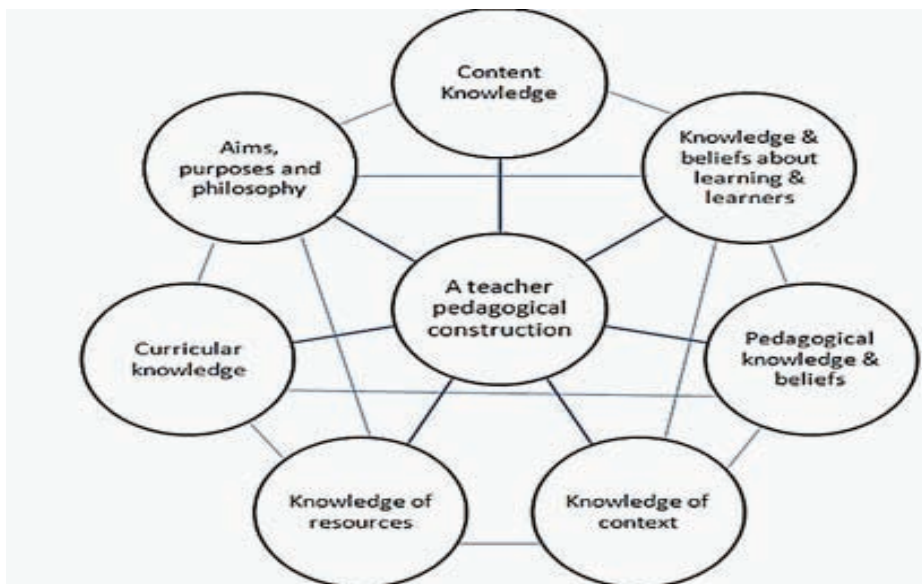 Content
Knowledge
Aims,
purposes and
philosophy
Knowledge &
beliefs about
learning &
learners
A teacher
pedagogical
construction
Curricular
knowledge
Pedagogical
knowledge &
beliefs
Knowledge of
resources
Knowledge of
context